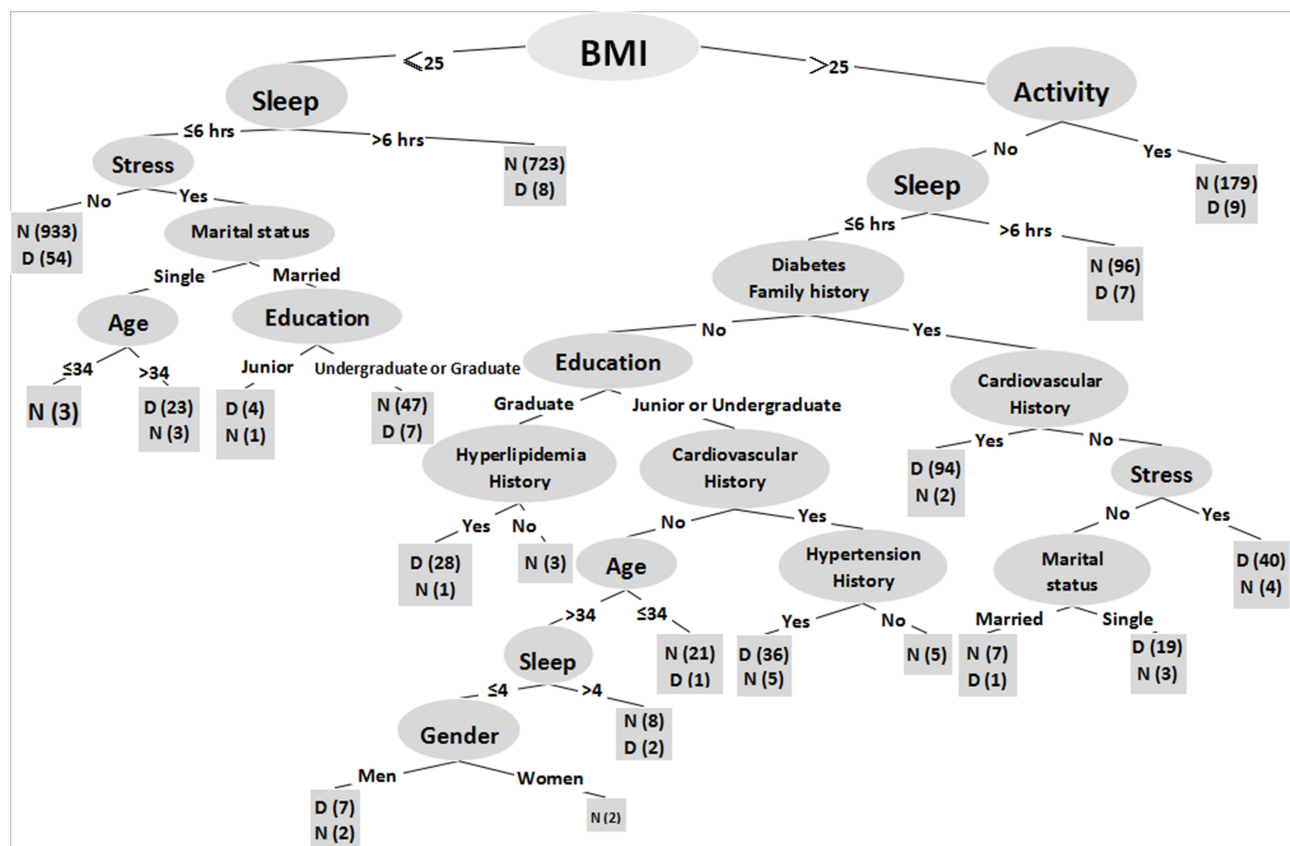 BMI
≤25
>25
Sleep
Activity
≤6 hrs
>6 hrs
No
Yes
Stress
N (723)
D (8)
Sleep
N (179)
D (9)
No
Yes
≤6 hrs
>6 hrs
N (933)
D (54)
Marital status
Diabetes
Family history
N (96)
D (7)
Single
Married
No
Yes
Age
Education
Education
Cardiovascular
History
≤34
>34
Junior
Undergraduate or Graduate
Graduate
Junior or Undergraduate
Yes
No
N (3)
D (23)
N (3)
D (4)
N (1)
N (47)
D (7)
Hyperlipidemia
History
Cardiovascular
History
D (94)
N (2)
Stress
Yes
No
No
Yes
No
Yes
D (28)
N (1)
N (3)
Age
Hypertension
History
Marital
status
D (40)
N (4)
>34
≤34
Yes
No
Married
Single
Sleep
N (21)
D (1)
D (36)
N (5)
N (5)
N (7)
D (1)
D (19)
N (3)
≤4
>4
Gender
N (8)
D (2)
Men
Women
D (7)
N (2)
N (2)